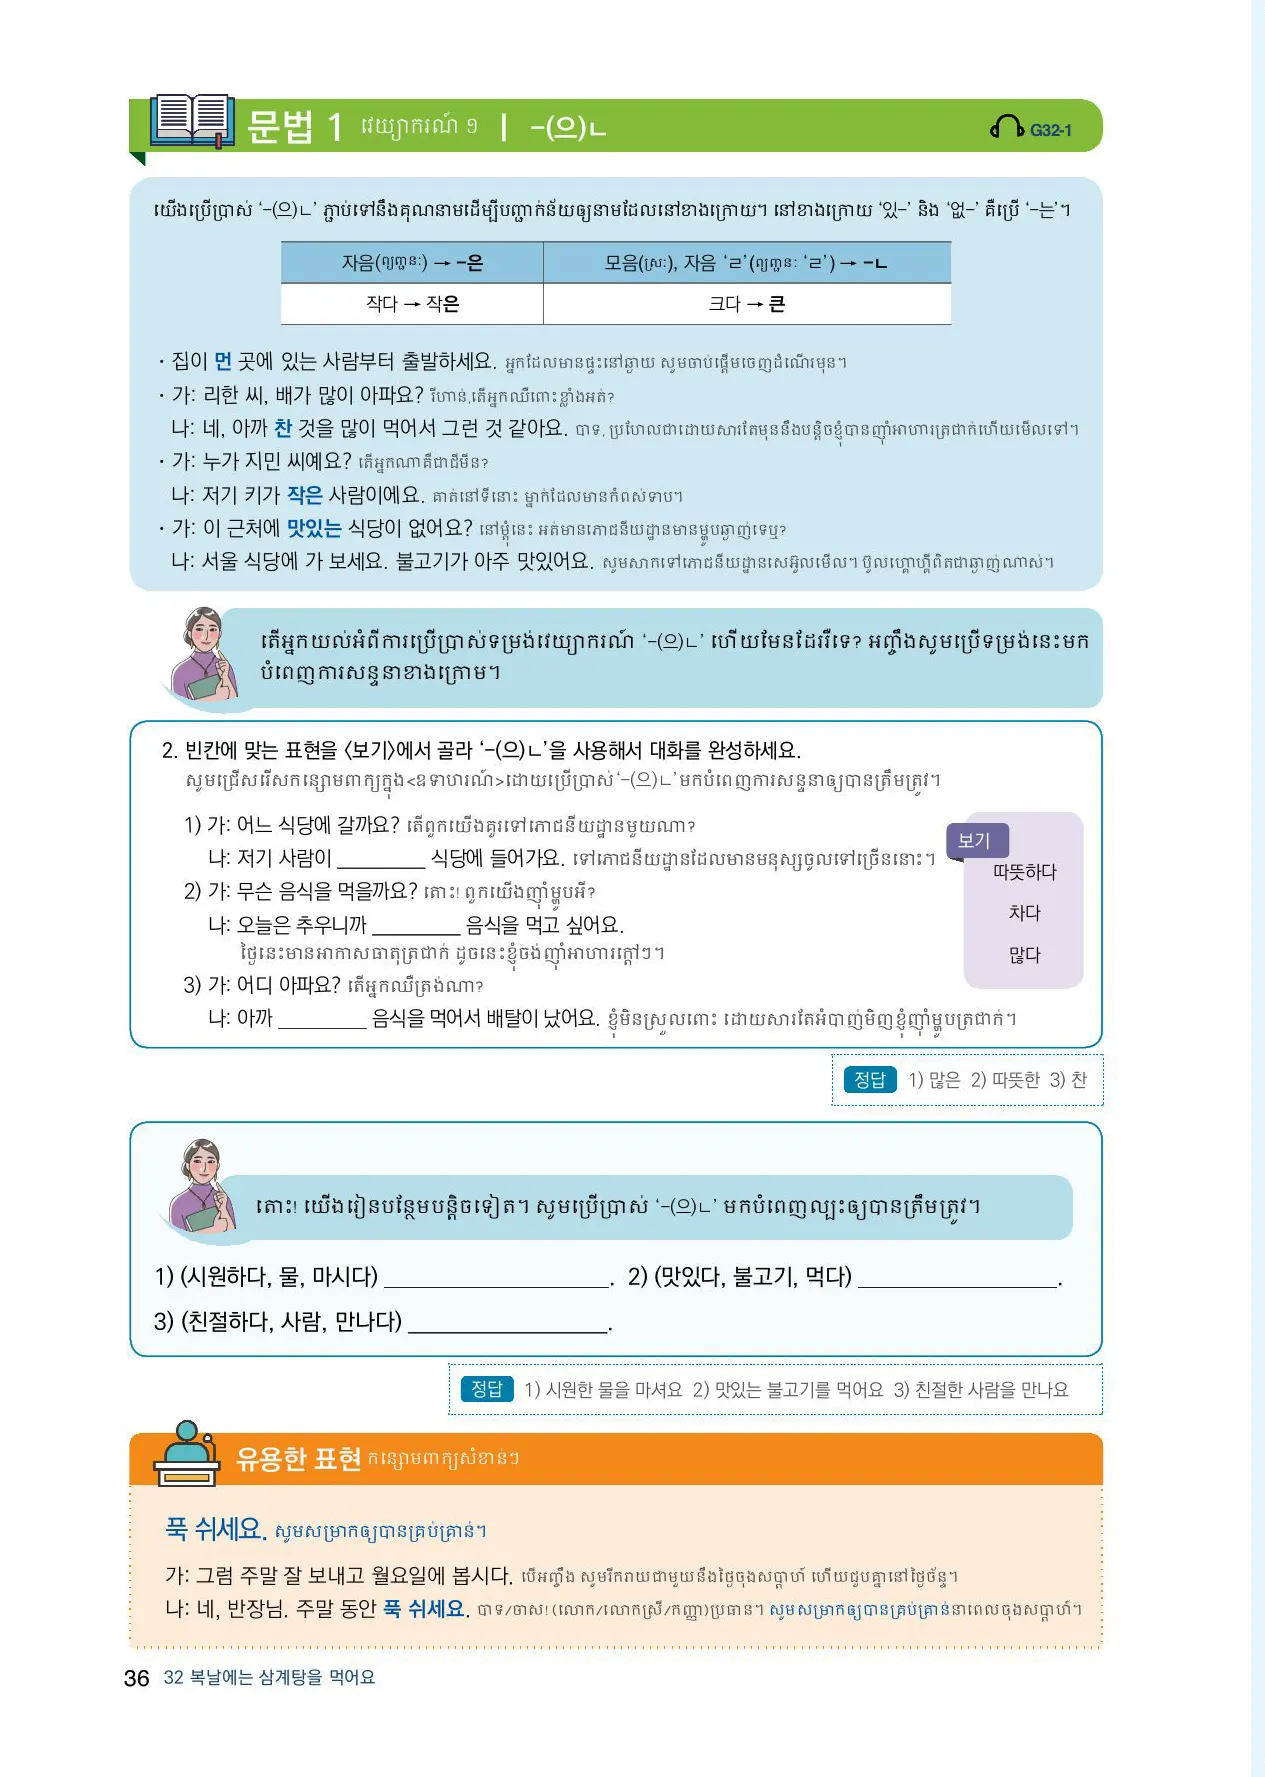 문법 1 វេយ្យាករណ៍ ១ | -(으)ㄴ G32-1
យើងប្រើប្រាស់ ‘-(으)ㄴ’ ភ្ជាប់ទៅនឹងគុណនាមដើម្បីបញ្ជាក់ន័យឲ្យនាមដែលនៅខាងក្រោយ។ នៅខាងក្រោយ ‘있-’ និង ‘없-’ គឺប្រើ ‘-는’។
자음(ព្យញ្ជនៈ) → -은 모음(ស្រៈ), 자음 ‘ㄹ’(ព្យញ្ជនៈ ‘ㄹ’) → -ㄴ
작다 → 작은 크다 → 큰
· 집이 먼 곳에 있는 사람부터 출발하세요. អ្នកដែលមានផ្ទះនៅឆ្ងាយ សូមចាប់ផ្តើមចេញដំណើរមុន។
· 가: 리한 씨, 배가 많이 아파요? រីហាន់,តើអ្នកឈឺពោះខ្លាំងអត់?
나: 네, 아까 찬 것을 많이 먹어서 그런 것 같아요. បាទ, ប្រហែលជាដោយសារតែមុននឹងបន្តិចខ្ញុំបានញ៉ាំអាហារត្រជាក់ហើយមើលទៅ។
· 가: 누가 지민 씨예요? តើអ្នកណាគឺជាជីមីន?
나: 저기 키가 작은 사람이에요. គាត់នៅទីនោះ ម្នាក់ដែលមានកំពស់ទាប។
· 가: 이 근처에 맛있는 식당이 없어요? នៅម្តុំនេះ អត់មានភោជនីយដ្ឋានមានម្ហូបឆ្ងាញ់ទេឬ?
나: 서울 식당에 가 보세요. 불고기가 아주 맛있어요. សូមសាកទៅភោជនីយដ្ឋានសេអ៊ូលមើល។ ប៊ូលហ្គោហ្គីពិតជាឆ្ងាញ់ណាស់។
តើអ្នកយល់អំពីការប្រើប្រាស់ទម្រង់វេយ្យាករណ៍ ‘-(으)ㄴ’ ហើយមែនដែររឺទេ? អញ្ចឹងសូមប្រើទម្រង់នេះមក
បំពេញការសន្ទនាខាងក្រោម។
2. 빈칸에 맞는 표현을 〈보기〉에서 골라 ‘-(으)ㄴ’을 사용해서 대화를 완성하세요.
សូមជ្រើសរើសកន្សោមពាក្យក្នុង<ឧទាហរណ៍>ដោយប្រើប្រាស់‘-(으)ㄴ’មកបំពេញការសន្ទនាឲ្យបានត្រឹមត្រូវ។
1) 가: 어느 식당에 갈까요? តើពួកយើងគួរទៅភោជនីយដ្ឋានមួយណា?
나: 저기 사람이 _________ 식당에 들어가요. ទៅភោជនីយដ្ឋានដែលមានមនុស្សចូលទៅច្រើននោះ។
2) 가: 무슨 음식을 먹을까요? តោះ! ពួកយើងញ៉ាំម្ហូបអី?
나: 오늘은 추우니까 _________ 음식을 먹고 싶어요.
ថ្ងៃនេះមានអាកាសធាតុត្រជាក់ ដូចនេះខ្ញុំចង់ញ៉ាំអាហារក្តៅៗ។
3) 가: 어디 아파요? តើអ្នកឈឺត្រង់ណា?
나: 아까 _________ 음식을 먹어서 배탈이 났어요. ខ្ញុំមិនស្រួលពោះ ដោយសារតែអំបាញ់មិញខ្ញុំញ៉ាំម្ហូបត្រជាក់។
보기
따뜻하다
차다
많다
정답 1) 많은 2) 따뜻한 3) 찬
តោះ! យើងរៀនបន្ថែមបន្តិចទៀត។ សូមប្រើប្រាស់ ‘-(으)ㄴ’ មកបំពេញល្បះឲ្យបានត្រឹមត្រូវ។
1) (시원하다, 물, 마시다) ____________________. 2) (맛있다, 불고기, 먹다) __________________.
3) (친절하다, 사람, 만나다) __________________.
정답 1) 시원한 물을 마셔요 2) 맛있는 불고기를 먹어요 3) 친절한 사람을 만나요
유용한 표현 កន្សោមពាក្យសំខាន់ៗ
푹 쉬세요. សូមសម្រាកឲ្យបានគ្រប់គ្រាន់។
가: 그럼 주말 잘 보내고 월요일에 봅시다. បើអញ្ចឹង សូមរីករាយជាមួយនឹងថ្ងៃចុងសប្តាហ៍ ហើយជួបគ្នានៅថ្ងៃច័ន្ទ។
나: 네, 반장님. 주말 동안 푹 쉬세요. បាទ/ចាស! (លោក/លោកស្រី/កញ្ញា)ប្រធាន។ សូមសម្រាកឲ្យបានគ្រប់គ្រាន់នាពេលចុងសប្តាហ៍។
36 32 복날에는 삼계탕을 먹어요